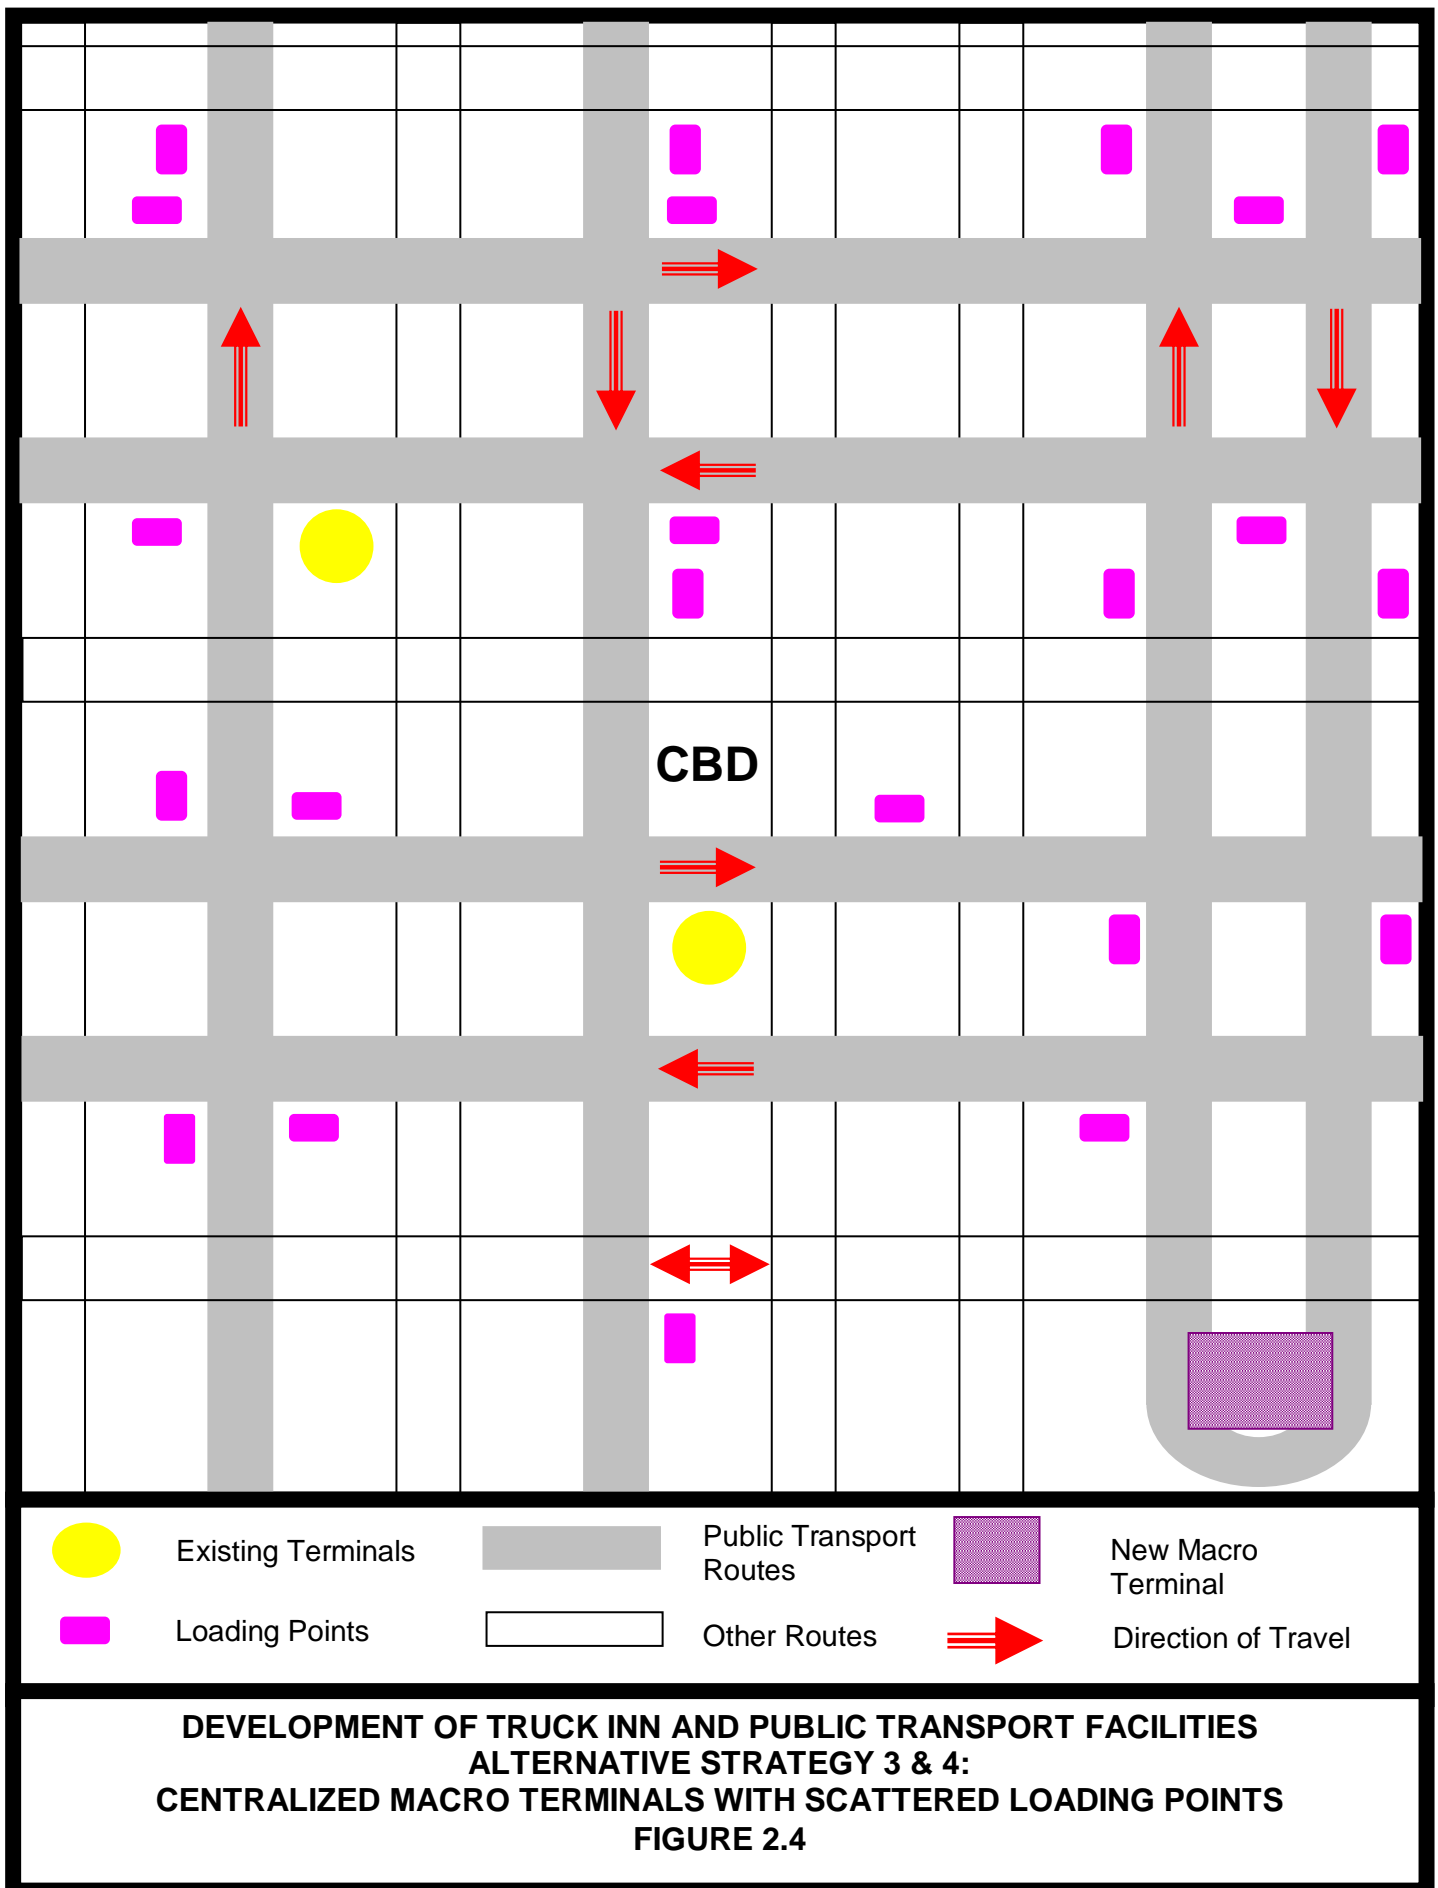 CBD
Existing Terminals
Public Transport
Routes
New Macro
Terminal
Loading Points
Other Routes
Direction of Travel
DEVELOPMENT OF TRUCK INN AND PUBLIC TRANSPORT FACILITIES
ALTERNATIVE STRATEGY 3 & 4:
CENTRALIZED MACRO TERMINALS WITH SCATTERED LOADING POINTS
FIGURE 2.4